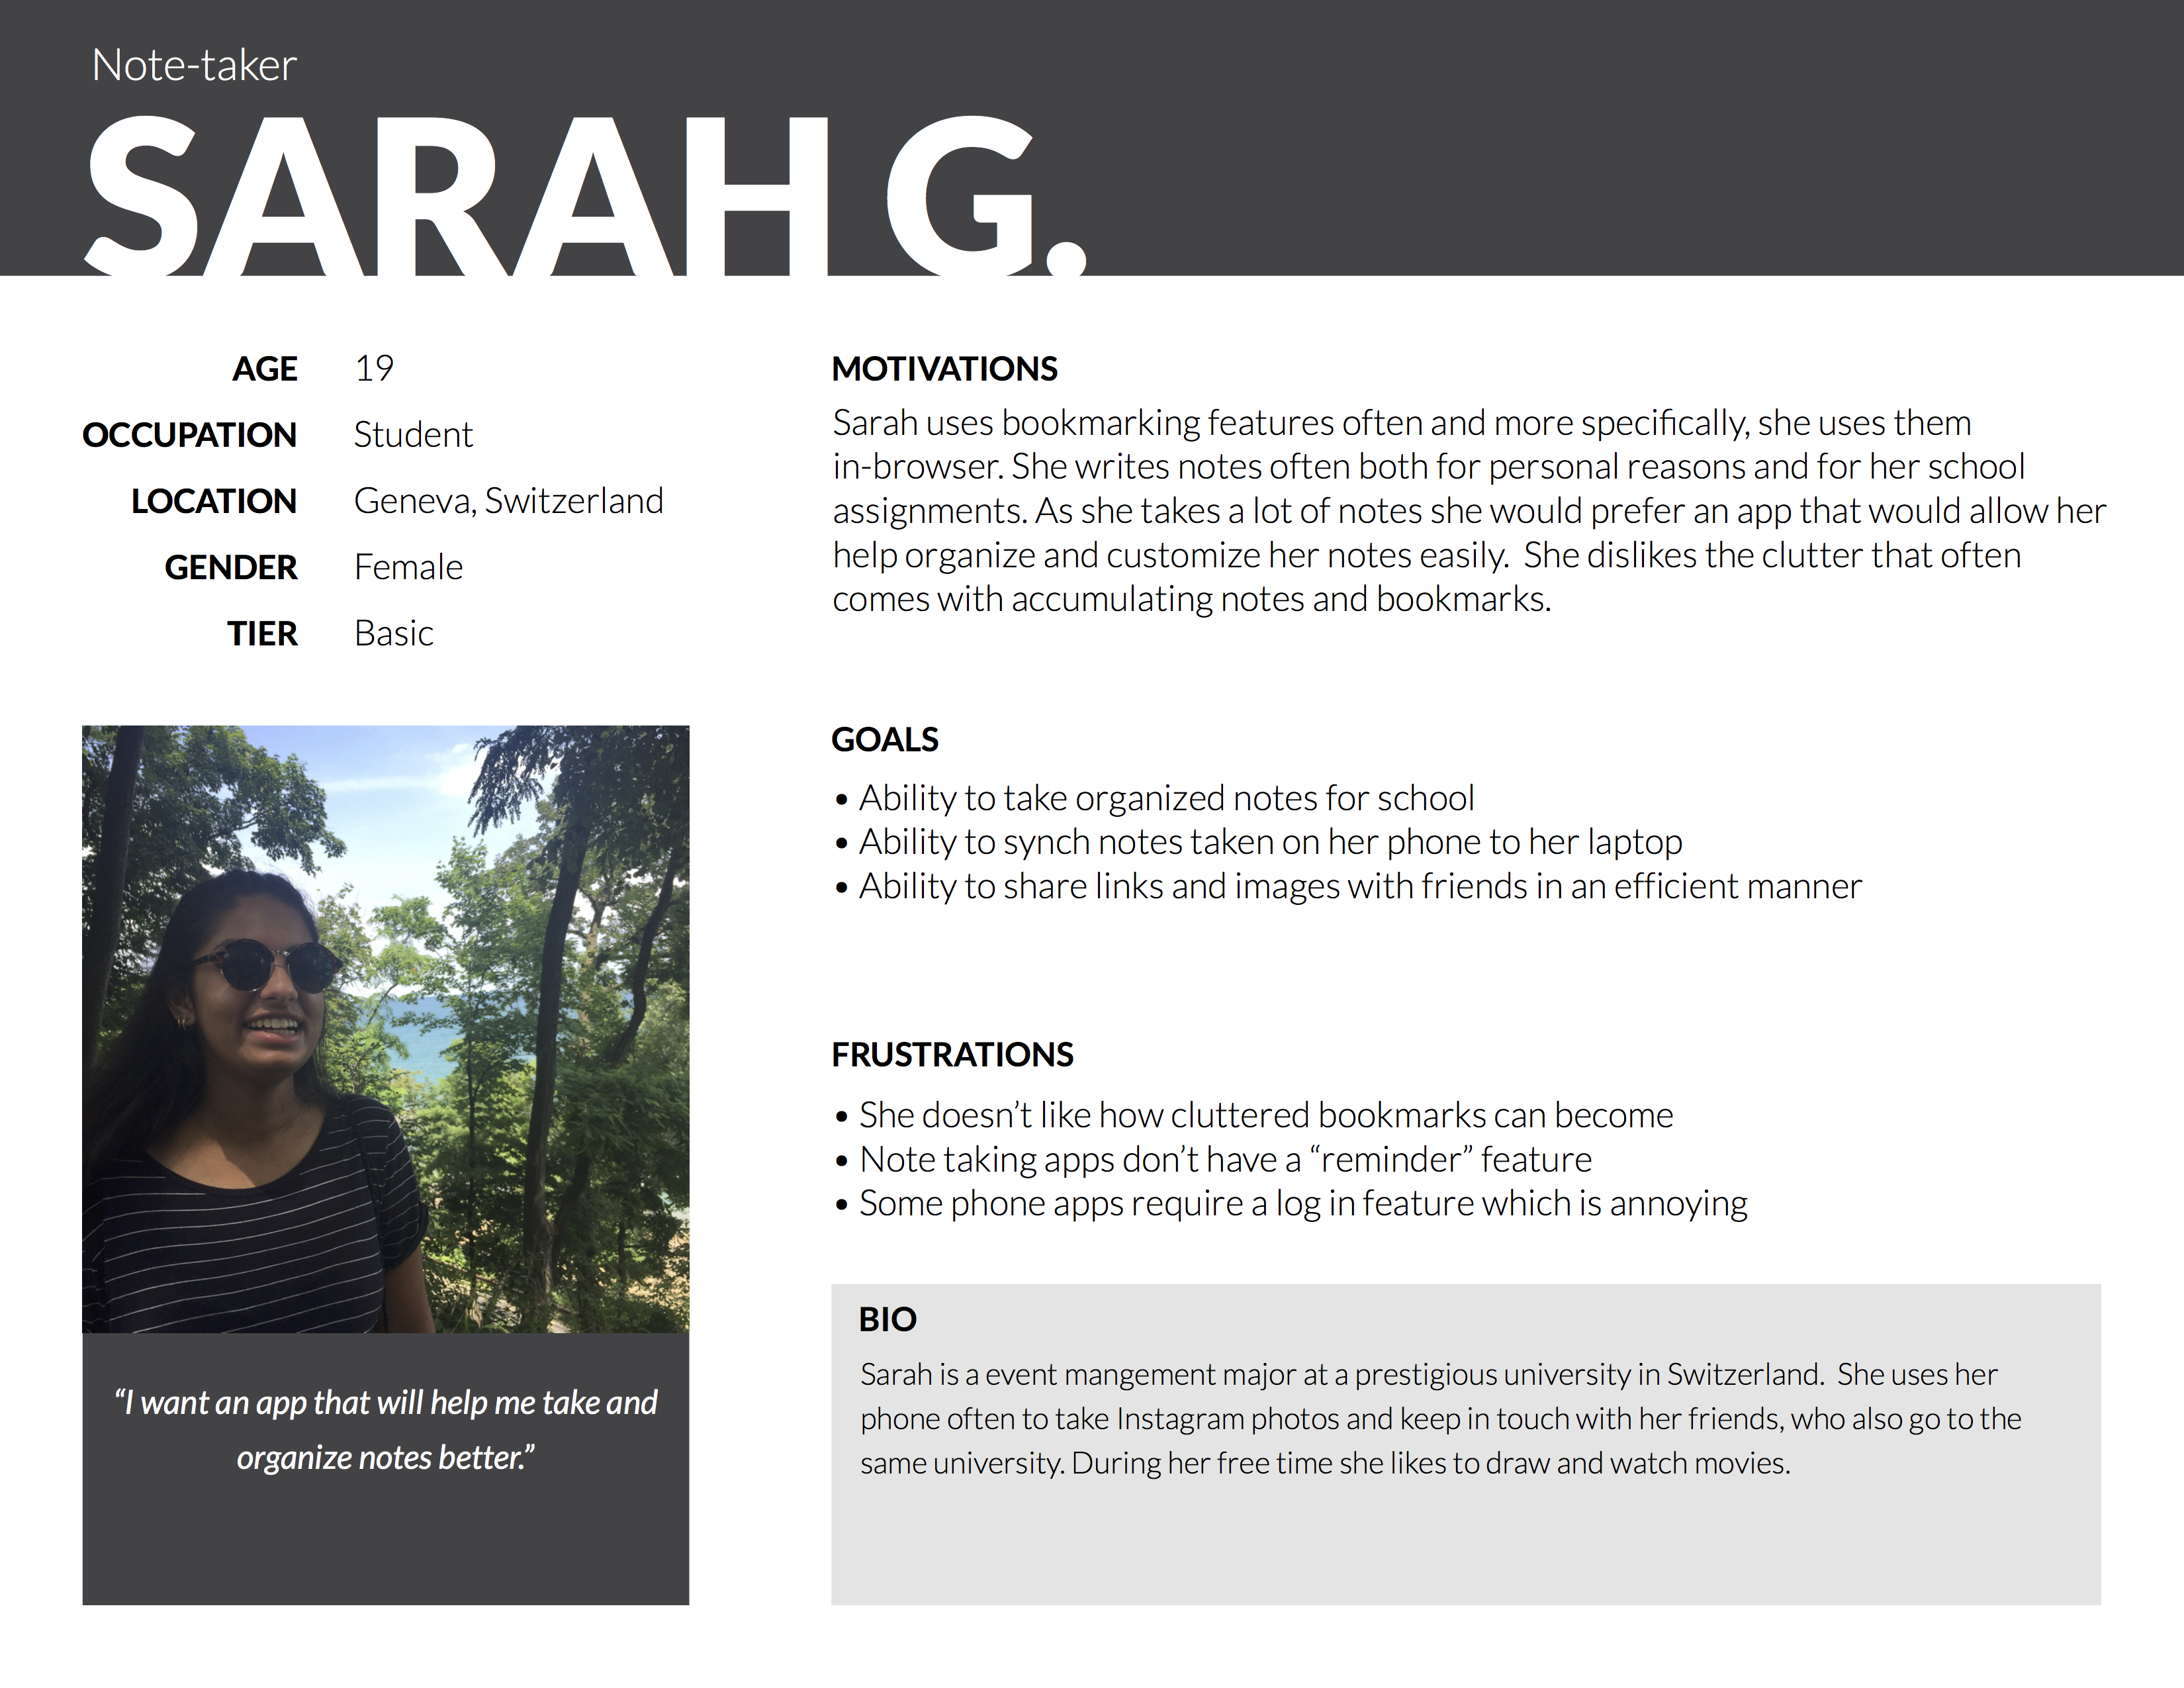 Note-taker
SARAH G.
AGE 19
OCCUPATION Student
LOCATION Geneva, Switzerland
GENDER Female
TIER Basic
“I want an app that will help me take and
organize notes better.”
MOTIVATIONS
Sarah uses bookmarking features often and more specifically, she uses them
in-browser. She writes notes often both for personal reasons and for her school
assignments. As she takes a lot of notes she would prefer an app that would allow her
help organize and customize her notes easily.  She dislikes the clutter that often
comes with accumulating notes and bookmarks.
GOALS
• Ability to take organized notes for school
• Ability to synch notes taken on her phone to her laptop
• Ability to share links and images with friends in an efficient manner
FRUSTRATIONS
• She doesn’t like how cluttered bookmarks can become
• Note taking apps don’t have a “reminder” feature
• Some phone apps require a log in feature which is annoying
BIO
Sarah is a event mangement major at a prestigious university in Switzerland.  She uses her
phone often to take Instagram photos and keep in touch with her friends, who also go to the
same university. During her free time she likes to draw and watch movies.